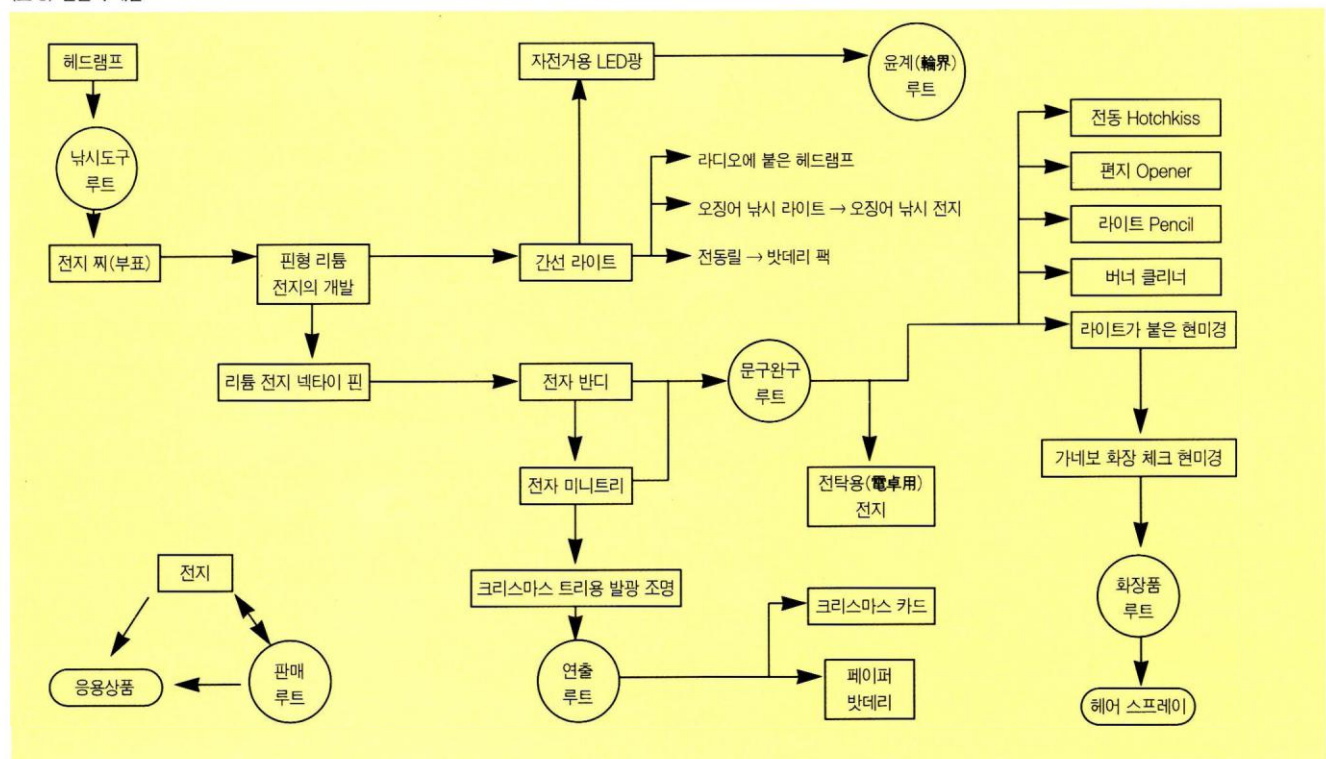 헤드램프
자전거용 LED광
윤계(輪界)
루트
전동 Hotchkiss
낚시도구
루트
라디오에 붙은 헤드램프
편지 Opener
오징어 낚시 라이트 → 오징어 낚시 전지
라이트 Pencil
전지 찌(부표)
핀형 리튬
전지의 개발
간선 라이트
전동릴 → 밧데리 팩
버너 클리너
라이트가 붙은 현미경
리튬 전지 넥타이 핀
전자 반디
문구완구
루트
전자 미니트리
전탁용(電卓用)
전지
가네보 화장 체크 현미경
전지
크리스마스 트리용 발광 조명
크리스마스 카드
화장품
루트
응용상품
판매
루트
연출
루트
페이퍼
밧데리
헤어 스프레이